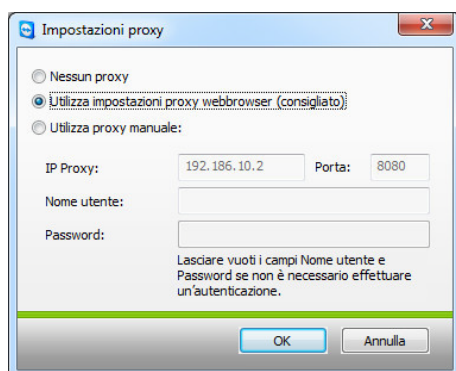 Impostazioni proxy
Nessun proxy
Utilizza impostazioni proxy webbrowser (consigliato)
Utilizza proxy manuale:
IP Proxy: 192.186.10.2 Porta: 8080
Nome utente:
Password:
Lasciare vuoti i campi Nome utente e
Password se non è necessario effettuare
un'autenticazione.
OK Annulla